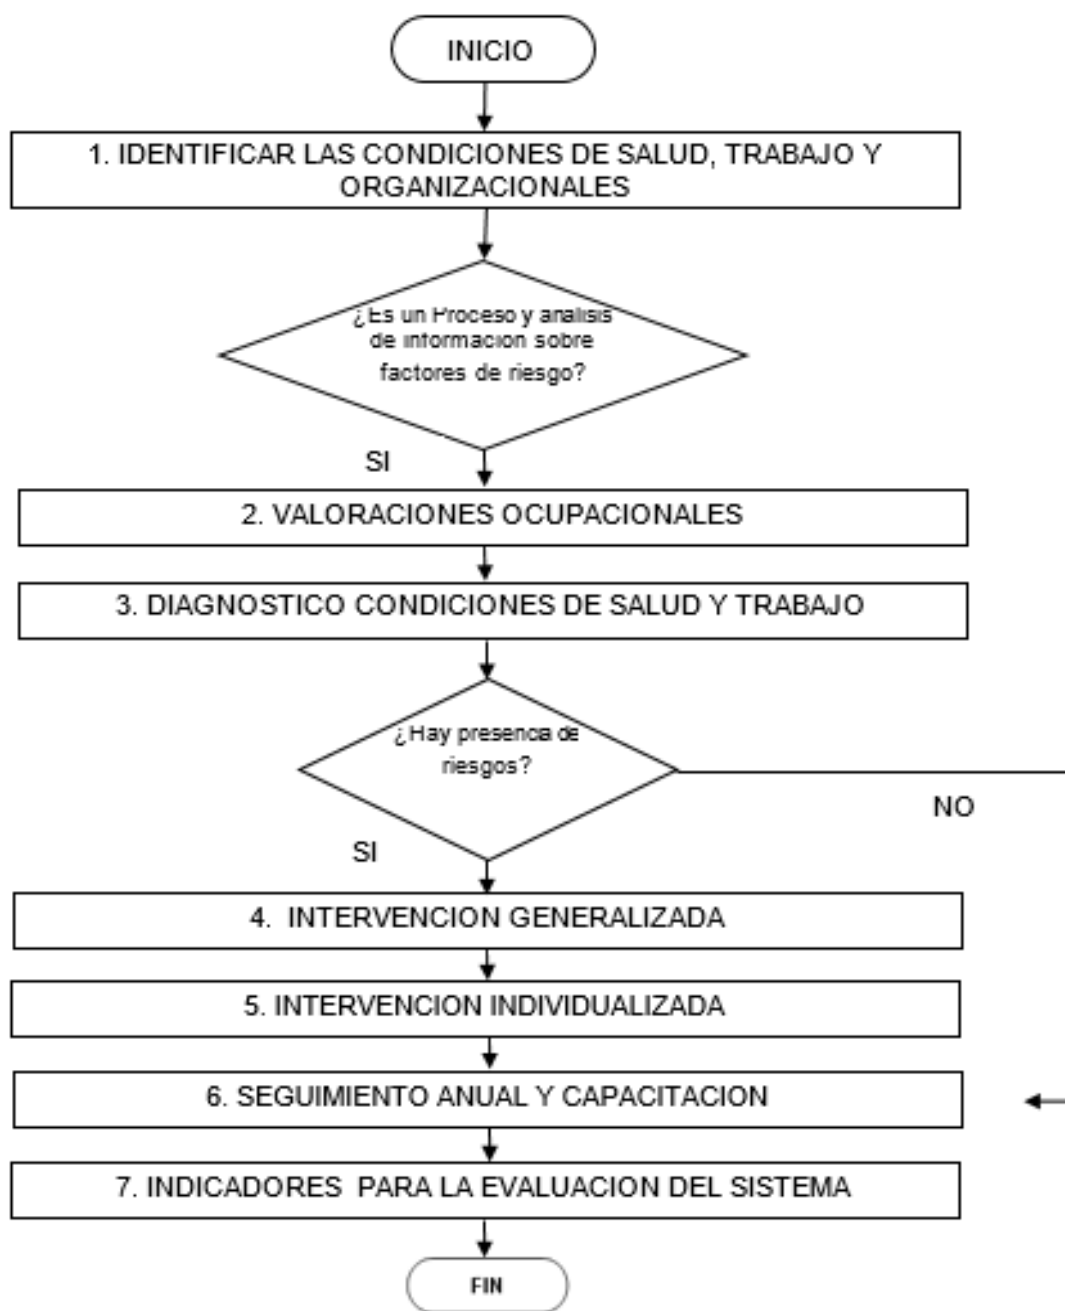 INICIO
1. IDENTIFICAR LAS CONDICIONES DE SALUD, TRABAJO Y
ORGANIZACIONALES
¿Es un Proceso y analisis
de información sobre
factores de riesgo?
SI
2. VALORACIONES OCUPACIONALES
3. DIAGNOSTICO CONDICIONES DE SALUD Y TRABAJO
¿Hay presencia de
riesgos?
NO
SI
4. INTERVENCION GENERALIZADA
5. INTERVENCION INDIVIDUALIZADA
6. SEGUIMIENTO ANUAL Y CAPACITACION
7. INDICADORES PARA LA EVALUACION DEL SISTEMA
FIN